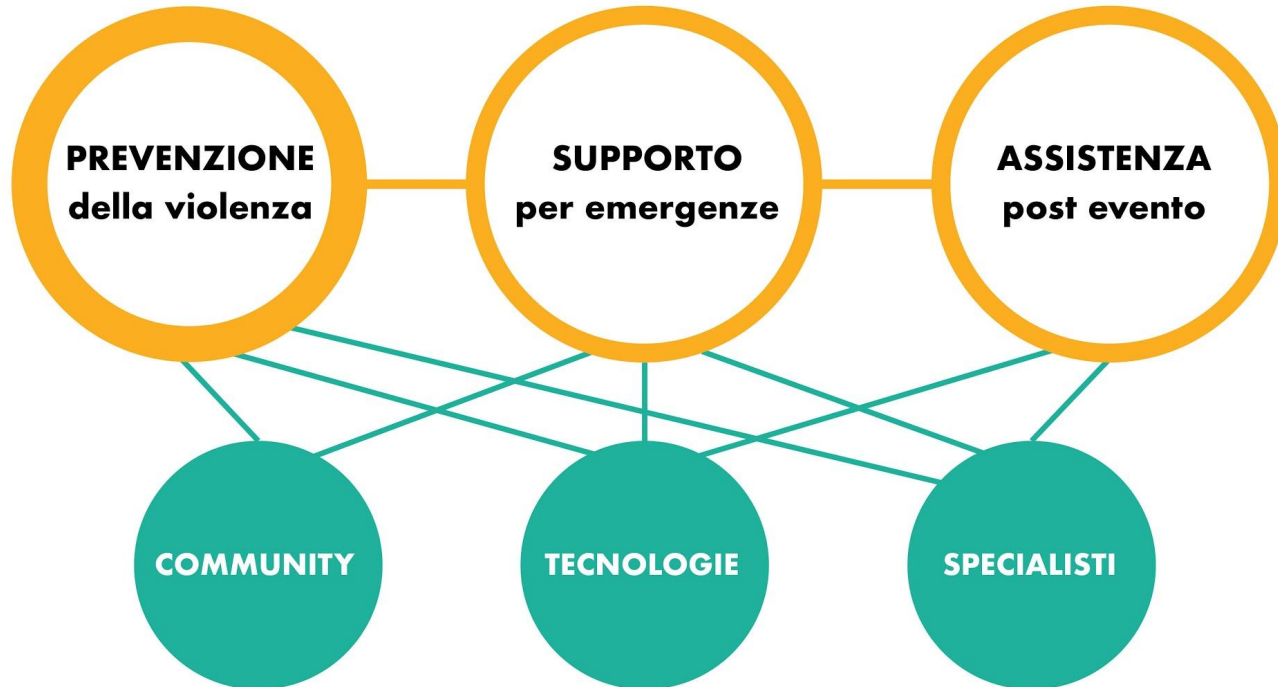 PREVENZIONE
della violenza
SUPPORTO
per emergenze
ASSISTENZA
post evento
COMMUNITY
TECNOLOGIE
SPECIALISTI